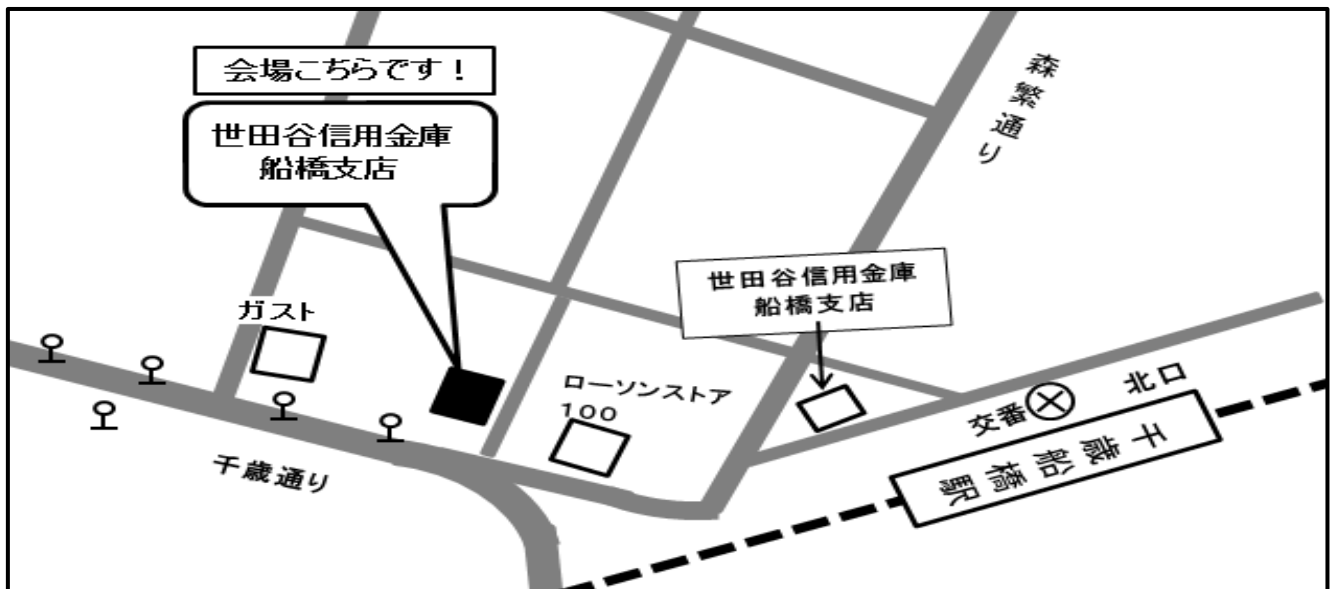 会場こちらです！
世田谷信用金庫
船橋支店
森繁通り
世田谷信用金庫
船橋支店
ガスト
ローソンストア
100
北口
交番
千歳船橋駅
千歳通り